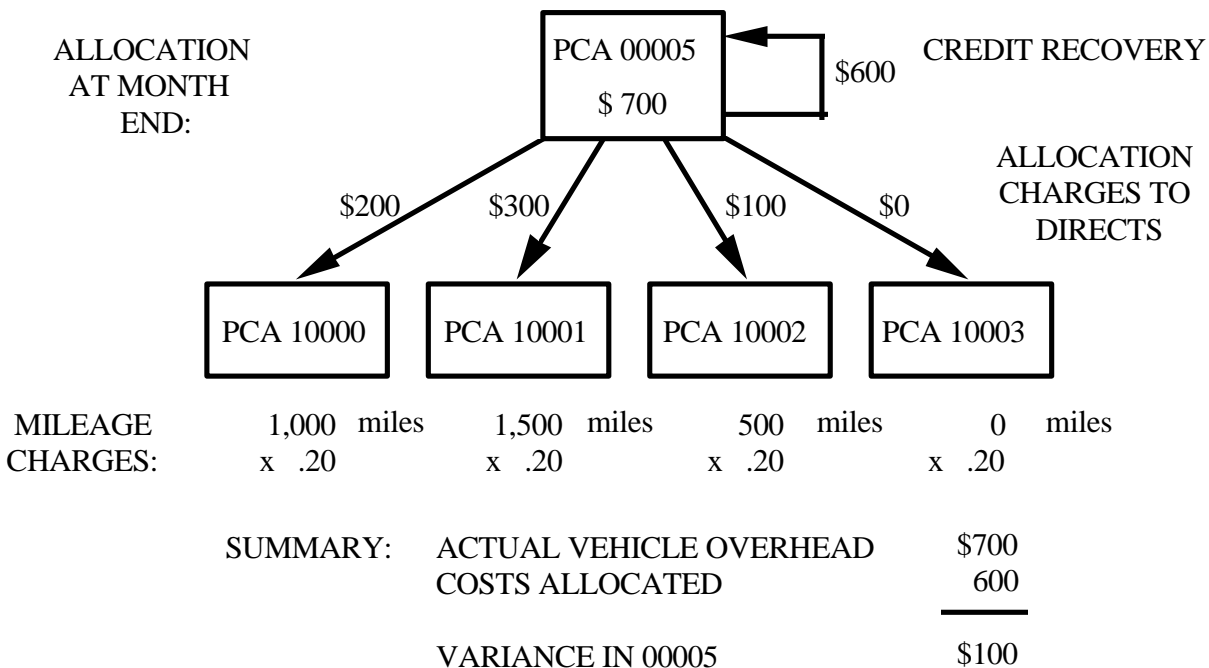 ALLOCATION
AT MONTH
END:
PCA 00005
$ 700
$600
CREDIT RECOVERY
ALLOCATION
CHARGES TO
DIRECTS
$200
$300
$100
$0
PCA 10000
PCA 10001
PCA 10002
PCA 10003
MILEAGE 1,000 miles 1,500 miles 500 miles 0 miles
CHARGES: x .20 x .20 x .20 x .20
SUMMARY: ACTUAL VEHICLE OVERHEAD $700
COSTS ALLOCATED 600
VARIANCE IN 00005 $100